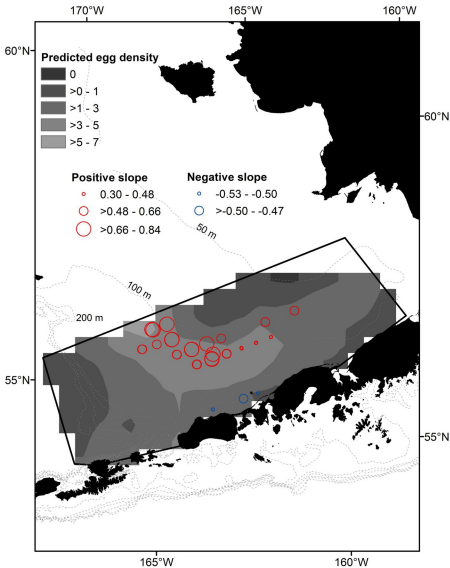 170°W
165°W
160°W
60°N
60°N
Predicted egg density
0
>0 - 1
>1 - 3
>3 - 5
>5 - 7
Positive slope
0.30 - 0.48
>0.48 - 0.66
>0.66 - 0.84
Negative slope
-0.53 - -0.50
>-0.50 - -0.47
50 m
100 m
200 m
55°N
55°N
165°W
160°W